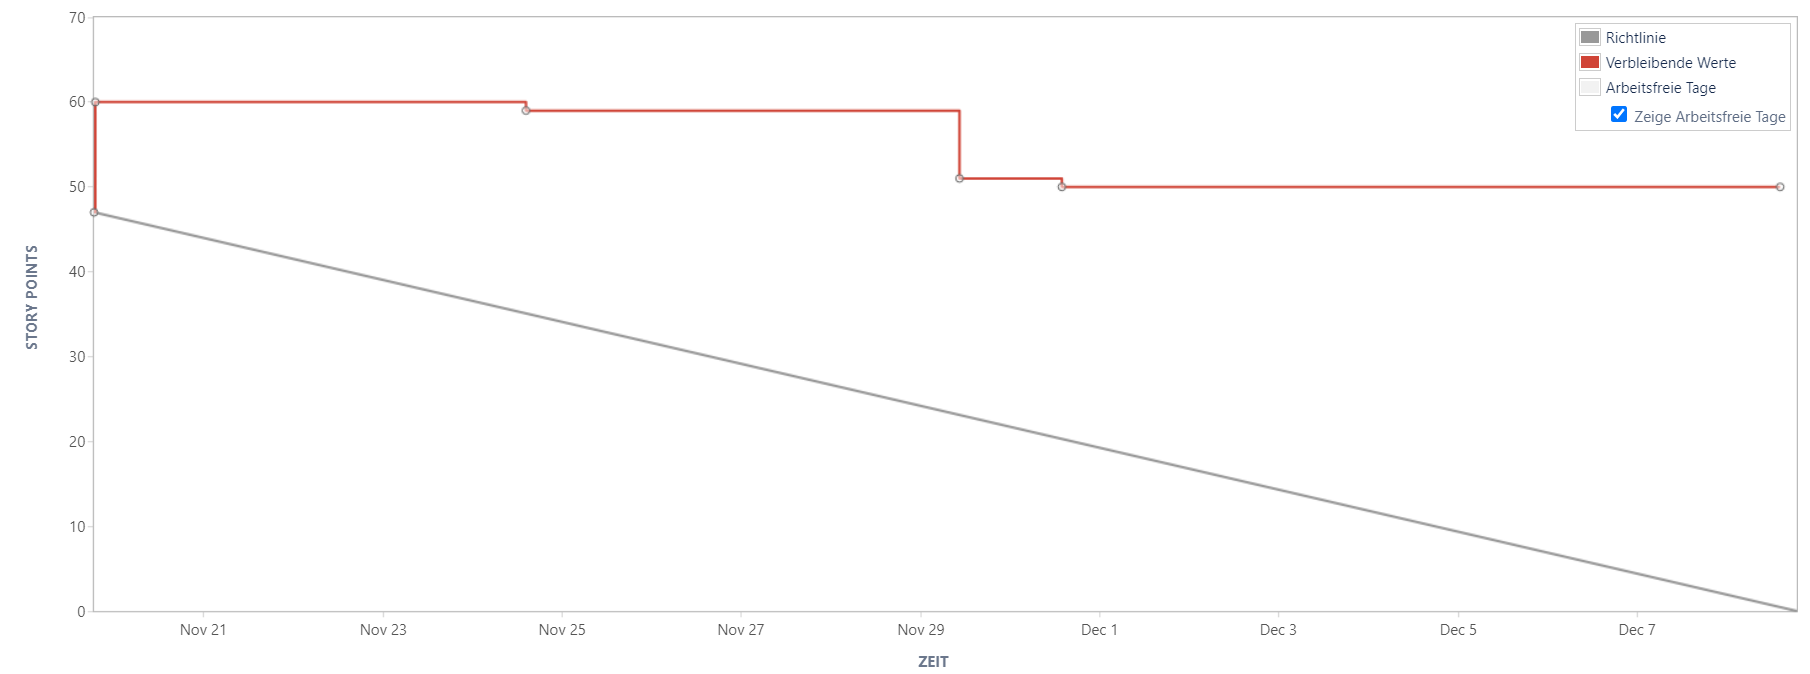 70
60
50
40
30
20
10
0
STORY POINTS
Richtlinie
Verbleibende Werte
Arbeitsfreie Tage
Zeige Arbeitsfreie Tage
Nov 21 Nov 23 Nov 25 Nov 27 Nov 29 Dec 1 Dec 3 Dec 5 Dec 7
ZEIT